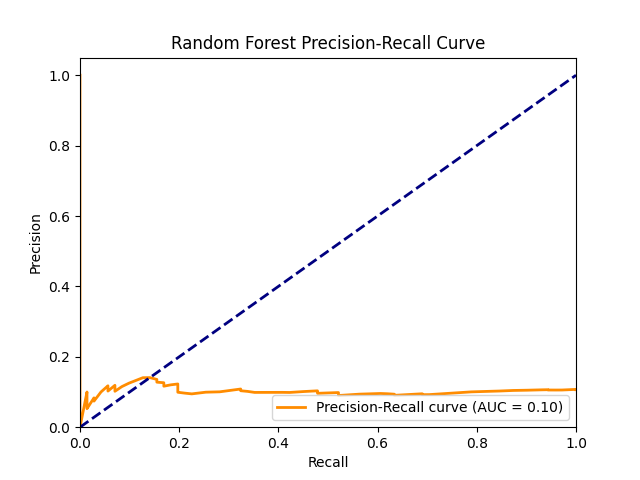 Random Forest Precision-Recall Curve
1.0
0.8
0.6
0.4
0.2
0.0
Precision
Precision-Recall curve (AUC = 0.10)
0.0 0.2 0.4 0.6 0.8 1.0
Recall